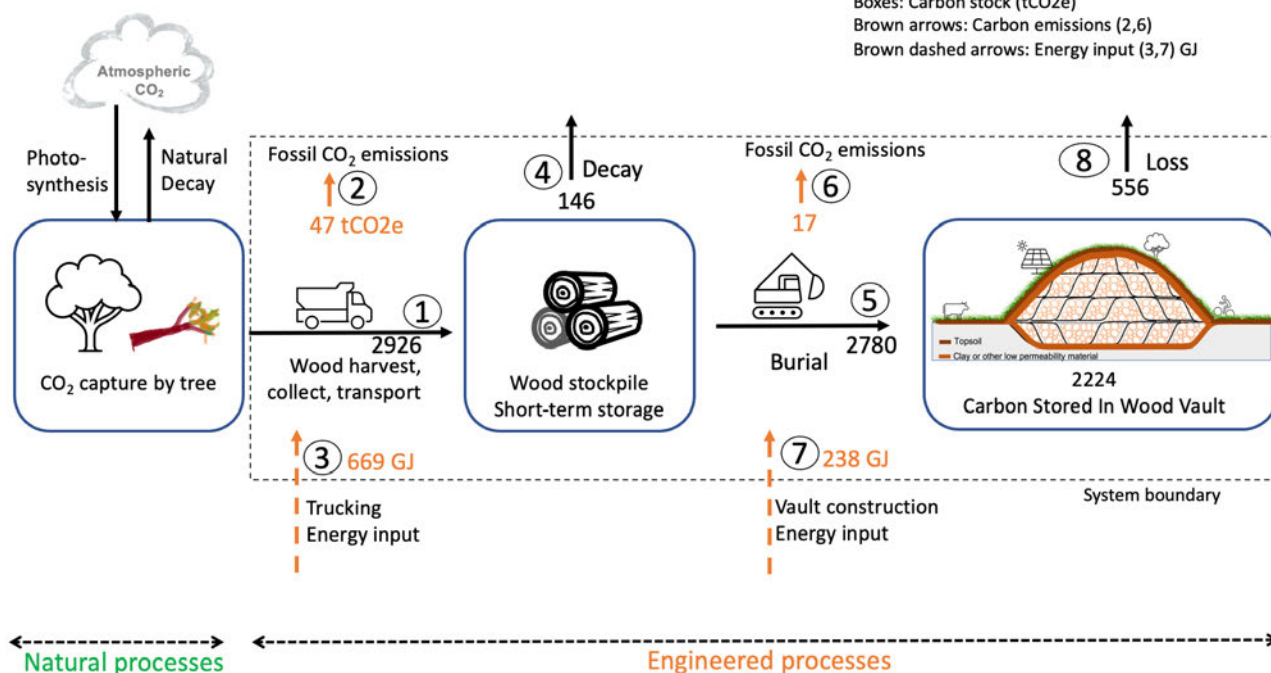 Boxes: Carbon stock (tCO2e)
Brown arrows: Carbon emissions (2,6)
Brown dashed arrows: Energy input (3,7) GJ
Atmospheric
CO₂
Photo-
synthesis
Natural
Decay
Fossil CO₂ emissions
2
47 tCO2e
4
Decay
146
Fossil CO₂ emissions
6
17
8
Loss
556
CO₂ capture by tree
1
2926
Wood harvest,
collect, transport
Wood stockpile
Short-term storage
5
2780
Burial
Topsoil
Clay or other low permeability material
2224
Carbon Stored In Wood Vault
3
669 GJ
Trucking
Energy input
7
238 GJ
Vault construction
Energy input
System boundary
Natural processes
Engineered processes